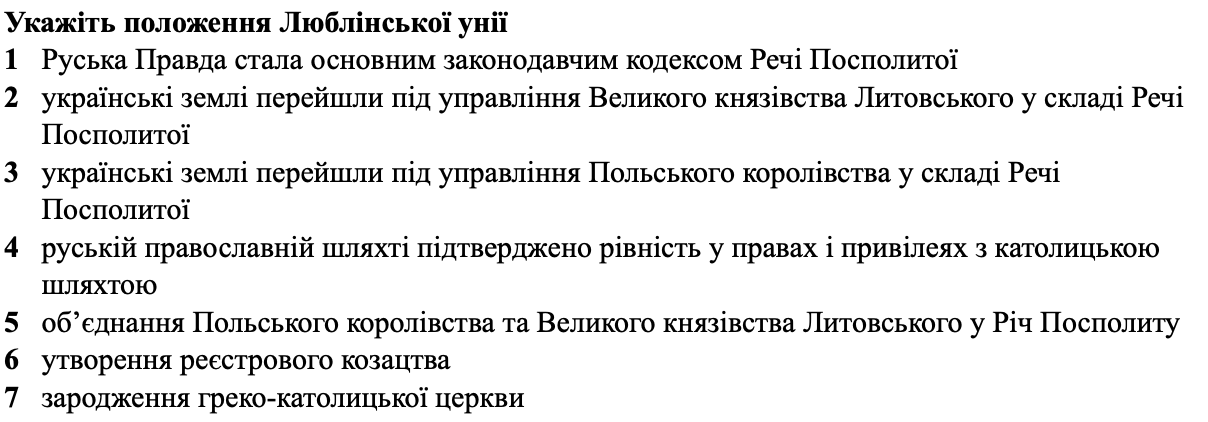 Укажіть положення Люблінської унії
1 Руська Правда стала основним законодавчим кодексом Речі Посполитої
2 українські землі перейшли під управління Великого князівства Литовського у складі Речі
Посполитої
3 українські землі перейшли під управління Польського королівства у складі Речі
Посполитої
4 руській православній шляхті підтверджено рівність у правах і привілеях з католицькою
шляхтою
5 об’єднання Польського королівства та Великого князівства Литовського у Річ Посполиту
6 утворення реєстрового козацтва
7 зародження греко-католицької церкви